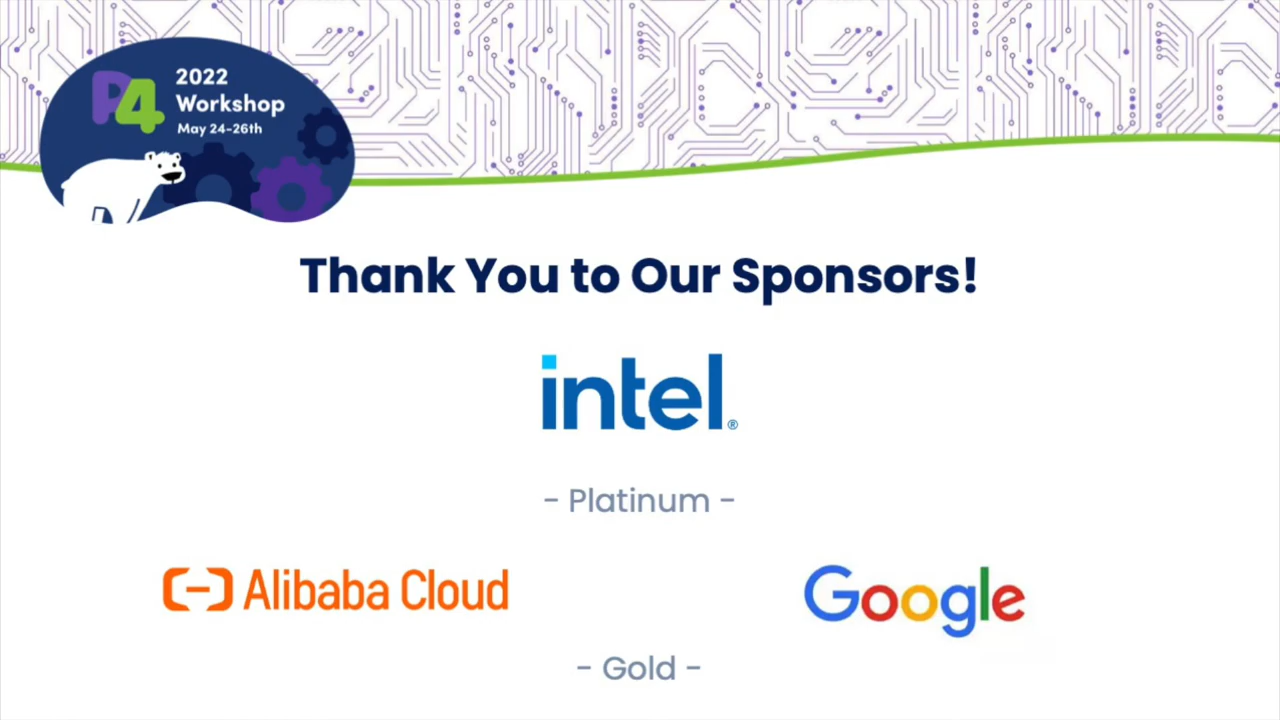 P4
2022
Workshop
May 24-26th
Thank You to Our Sponsors!
intel®
- Platinum -
Alibaba Cloud
Google
- Gold -